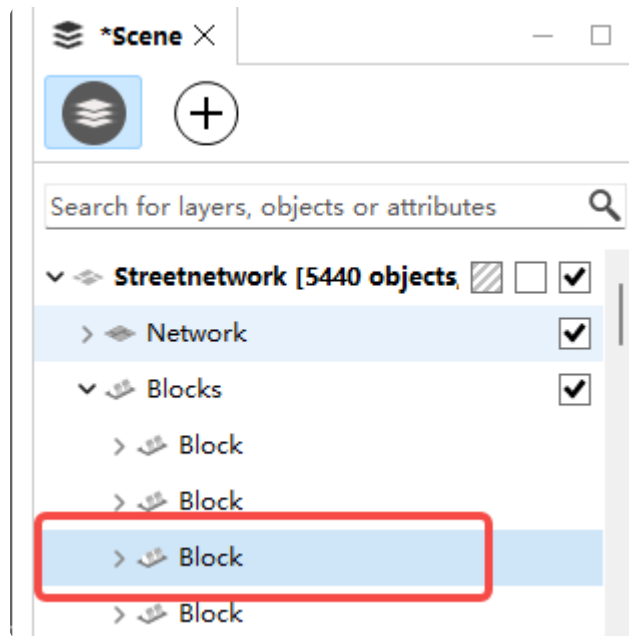 *Scene
Search for layers, objects or attributes
Streetnetwork [5440 objects,
Network
Blocks
Block
Block
Block
Block